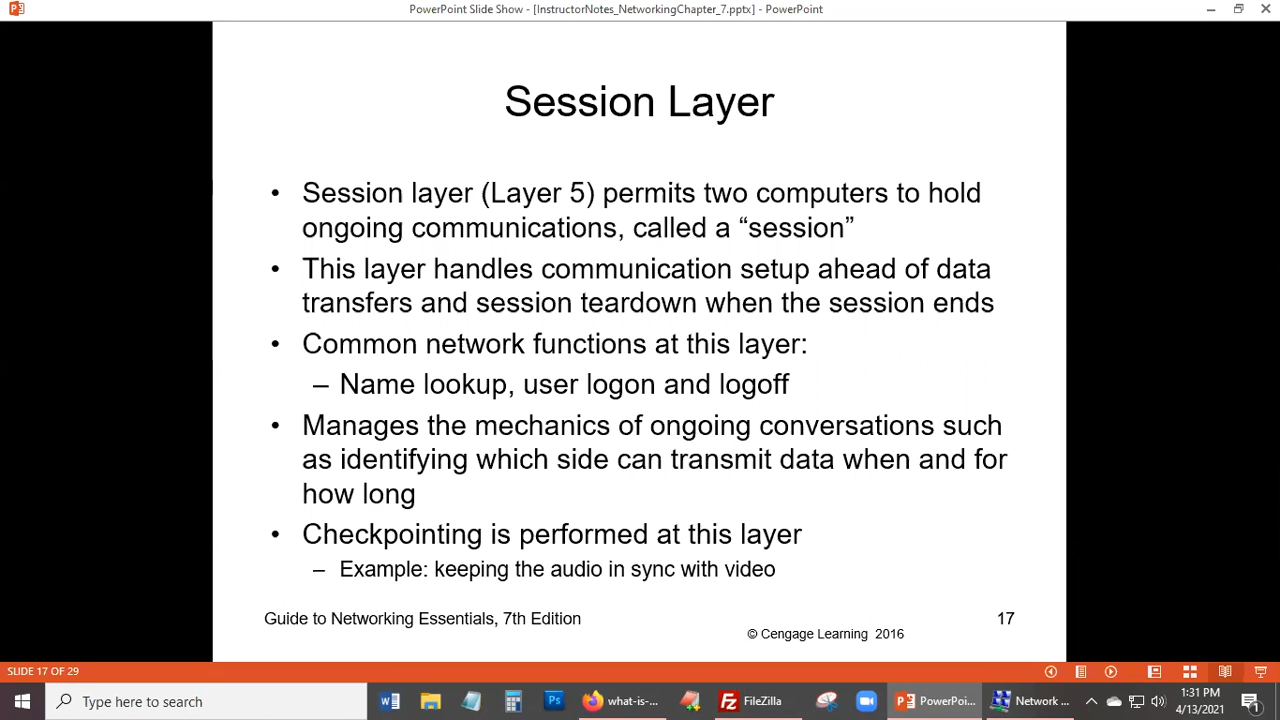 PowerPoint Slide Show - [InstructorNotes_NetworkingChapter_7.pptx] - PowerPoint
Session Layer
• Session layer (Layer 5) permits two computers to hold
ongoing communications, called a “session”
• This layer handles communication setup ahead of data
transfers and session teardown when the session ends
• Common network functions at this layer:
– Name lookup, user logon and logoff
• Manages the mechanics of ongoing conversations such
as identifying which side can transmit data when and for
how long
• Checkpointing is performed at this layer
– Example: keeping the audio in sync with video
Guide to Networking Essentials, 7th Edition
17
© Cengage Learning 2016
SLIDE 17 OF 29
Type here to search
what-is-...
FileZilla
PowerPoi...
Network ...
1:31 PM
4/13/2021
1